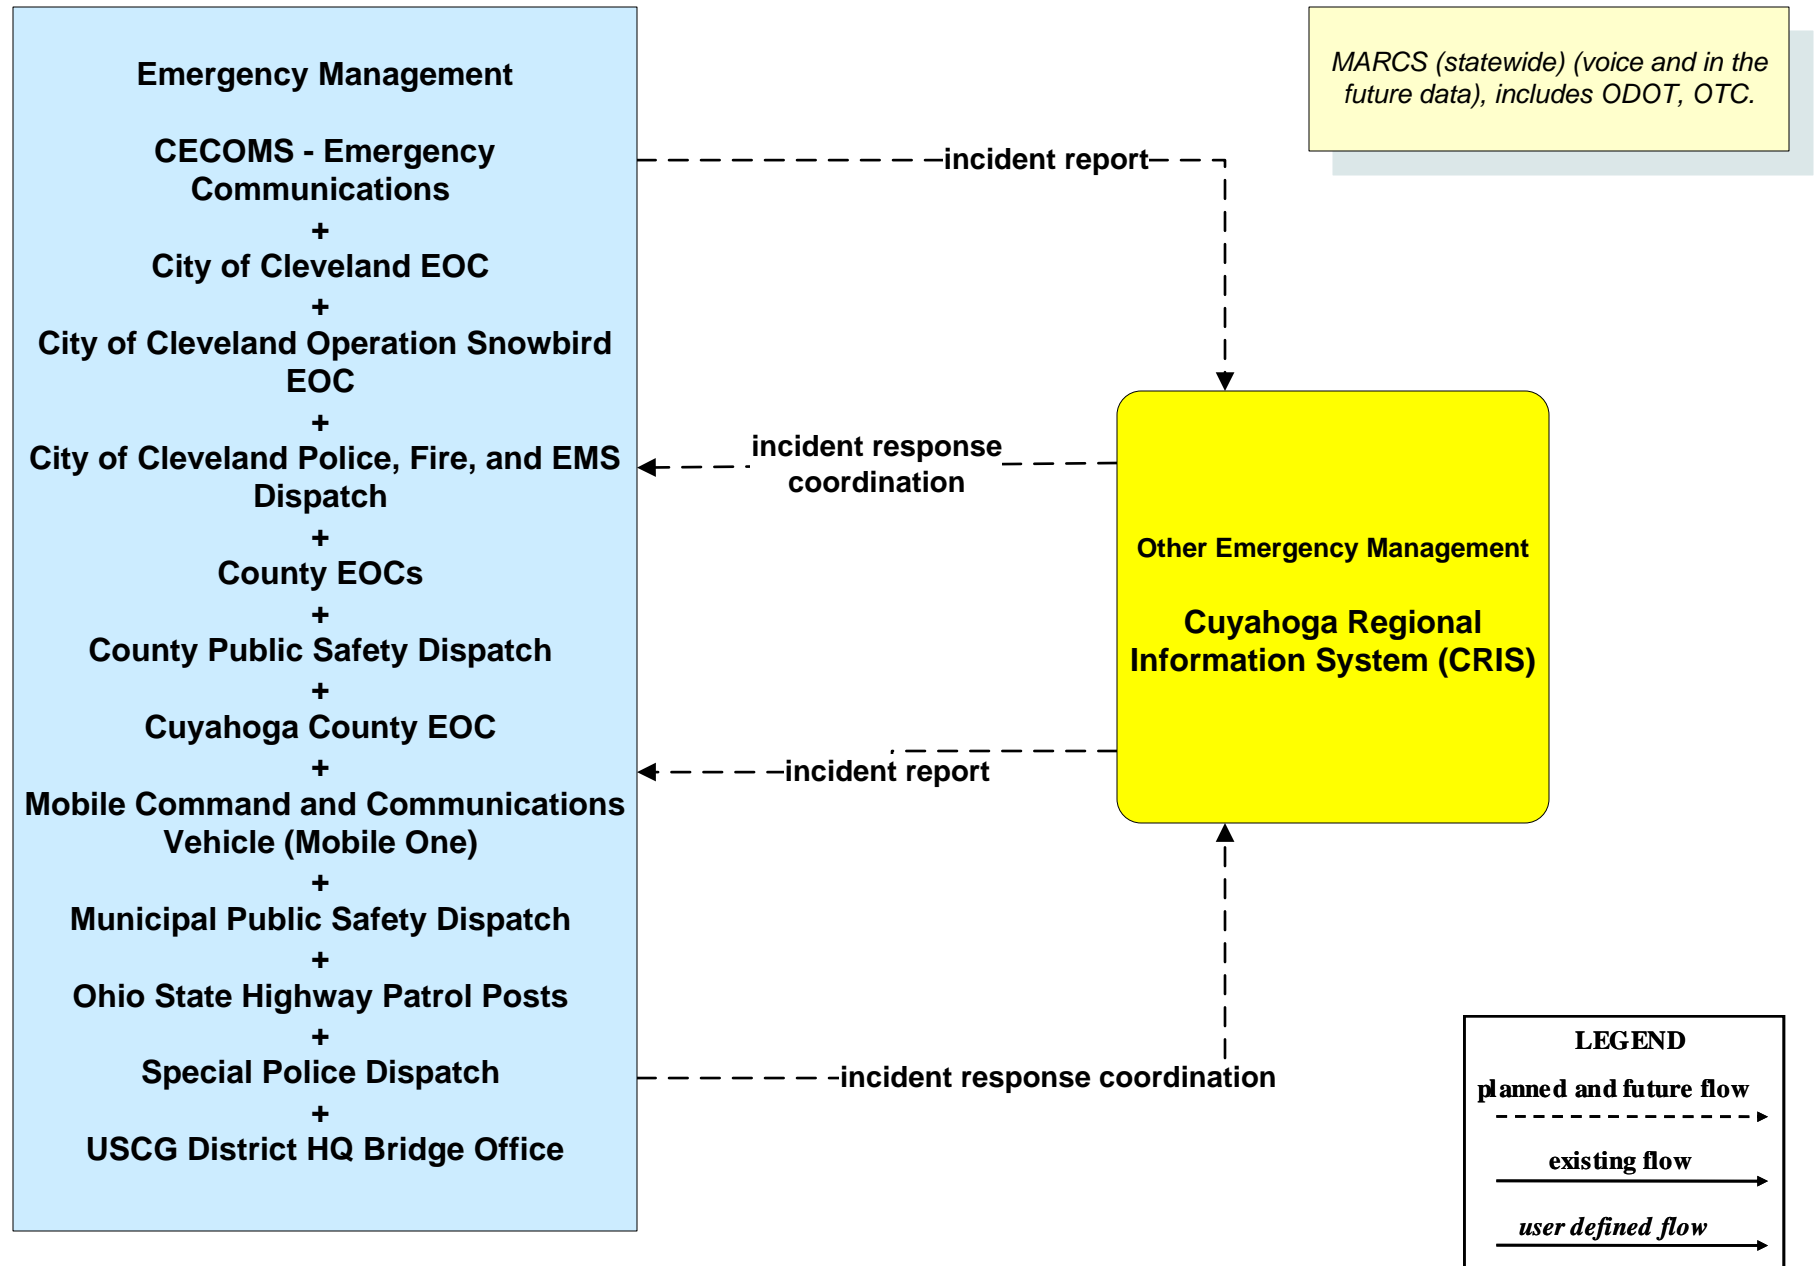 Emergency Management
CECOMS - Emergency
Communications
+
City of Cleveland EOC
+
City of Cleveland Operation Snowbird
EOC
+
City of Cleveland Police, Fire, and EMS
Dispatch
+
County EOCs
+
County Public Safety Dispatch
+
Cuyahoga County EOC
+
Mobile Command and Communications
Vehicle (Mobile One)
+
Municipal Public Safety Dispatch
+
Ohio State Highway Patrol Posts
+
Special Police Dispatch
+
USCG District HQ Bridge Office
incident report
incident response
coordination
incident report
incident response coordination
MARCS (statewide) (voice and in the
future data), includes ODOT, OTC.
Other Emergency Management
Cuyahoga Regional
Information System (CRIS)
LEGEND
planned and future flow
existing flow
user defined flow